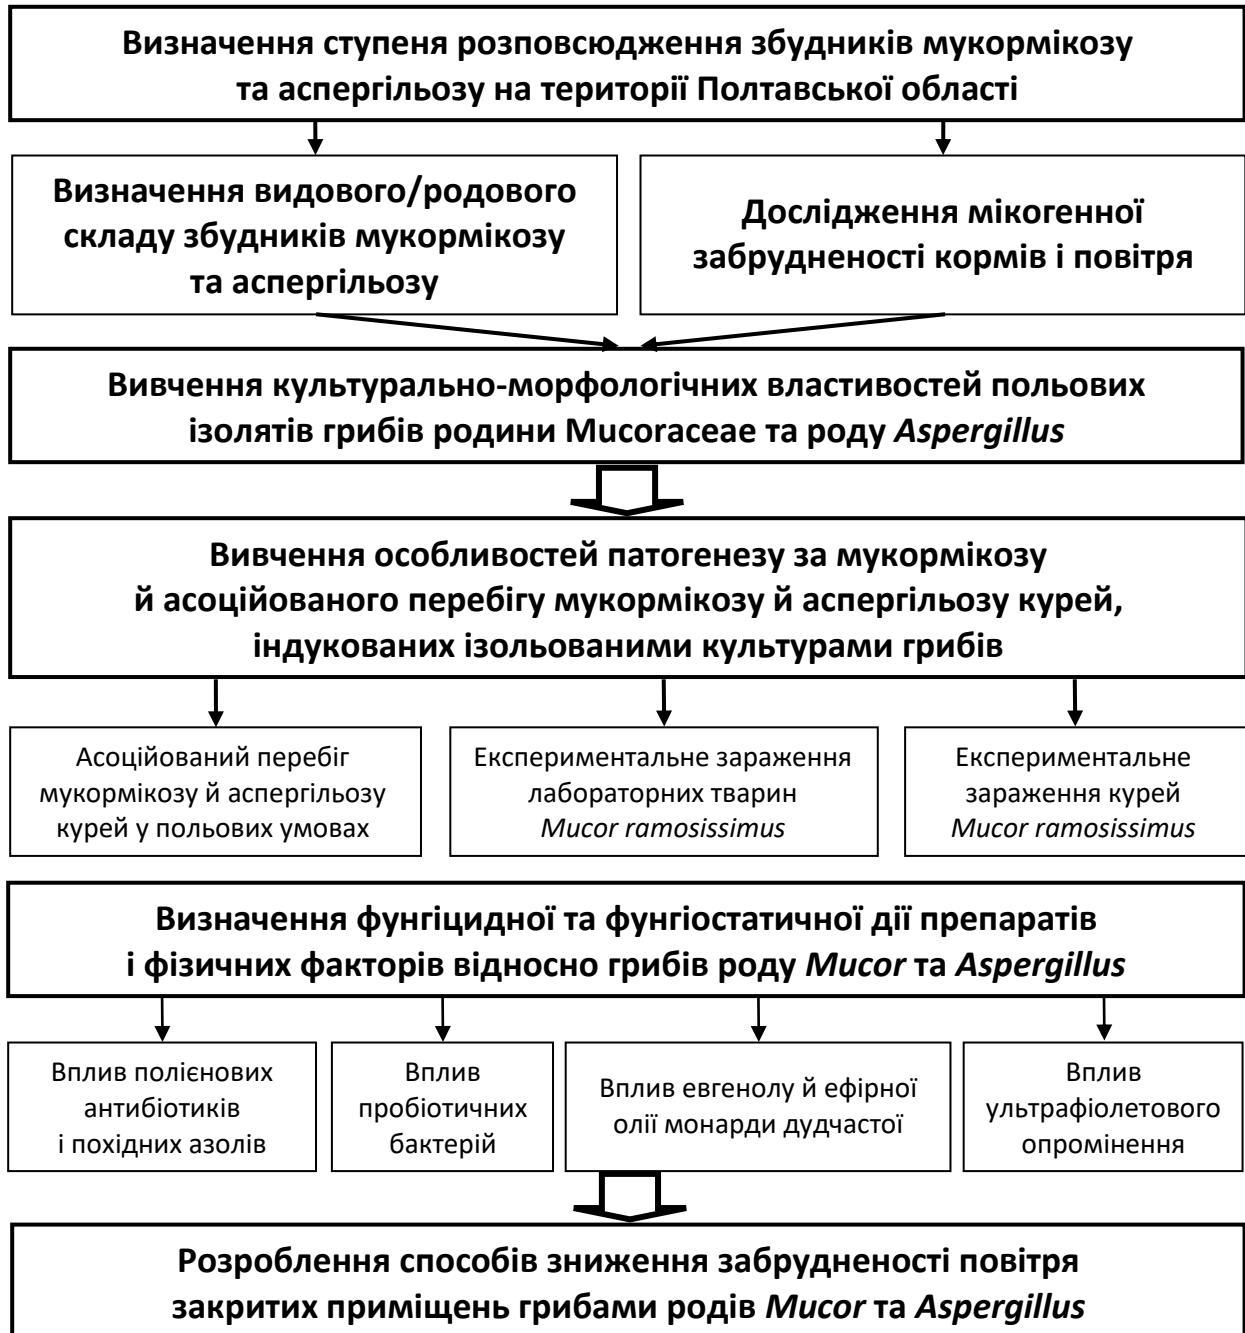 Визначення ступеня розповсюдження збудників мукормікозу
та аспергільозу на території Полтавської області
Визначення видового/родового
складу збудників мукормікозу
та аспергільозу
Дослідження мікогенної
забрудненості кормів і повітря
Вивчення культурально-морфологічних властивостей польових
ізолятів грибів родини Mucoraceae та роду Aspergillus
Вивчення особливостей патогенезу за мукормікозу
й асоційованого перебігу мукормікозу й аспергільозу курей,
індукованих ізольованими культурами грибів
Асоційований перебіг
мукормікозу й аспергільозу
курей у польових умовах
Експериментальне зараження
лабораторних тварин
Mucor ramosissimus
Експериментальне
зараження курей
Mucor ramosissimus
Визначення фунгіцидної та фунгіостатичної дії препаратів
і фізичних факторів відносно грибів роду Mucor та Aspergillus
Вплив полієнових
антибіотиків
і похідних азолів
Вплив
пробіотичних
бактерій
Вплив евгенолу й ефірної
олії монарди дудчастої
Вплив
ультрафіолетового
опромінення
Розроблення способів зниження забрудненості повітря
закритих приміщень грибами родів Mucor та Aspergillus